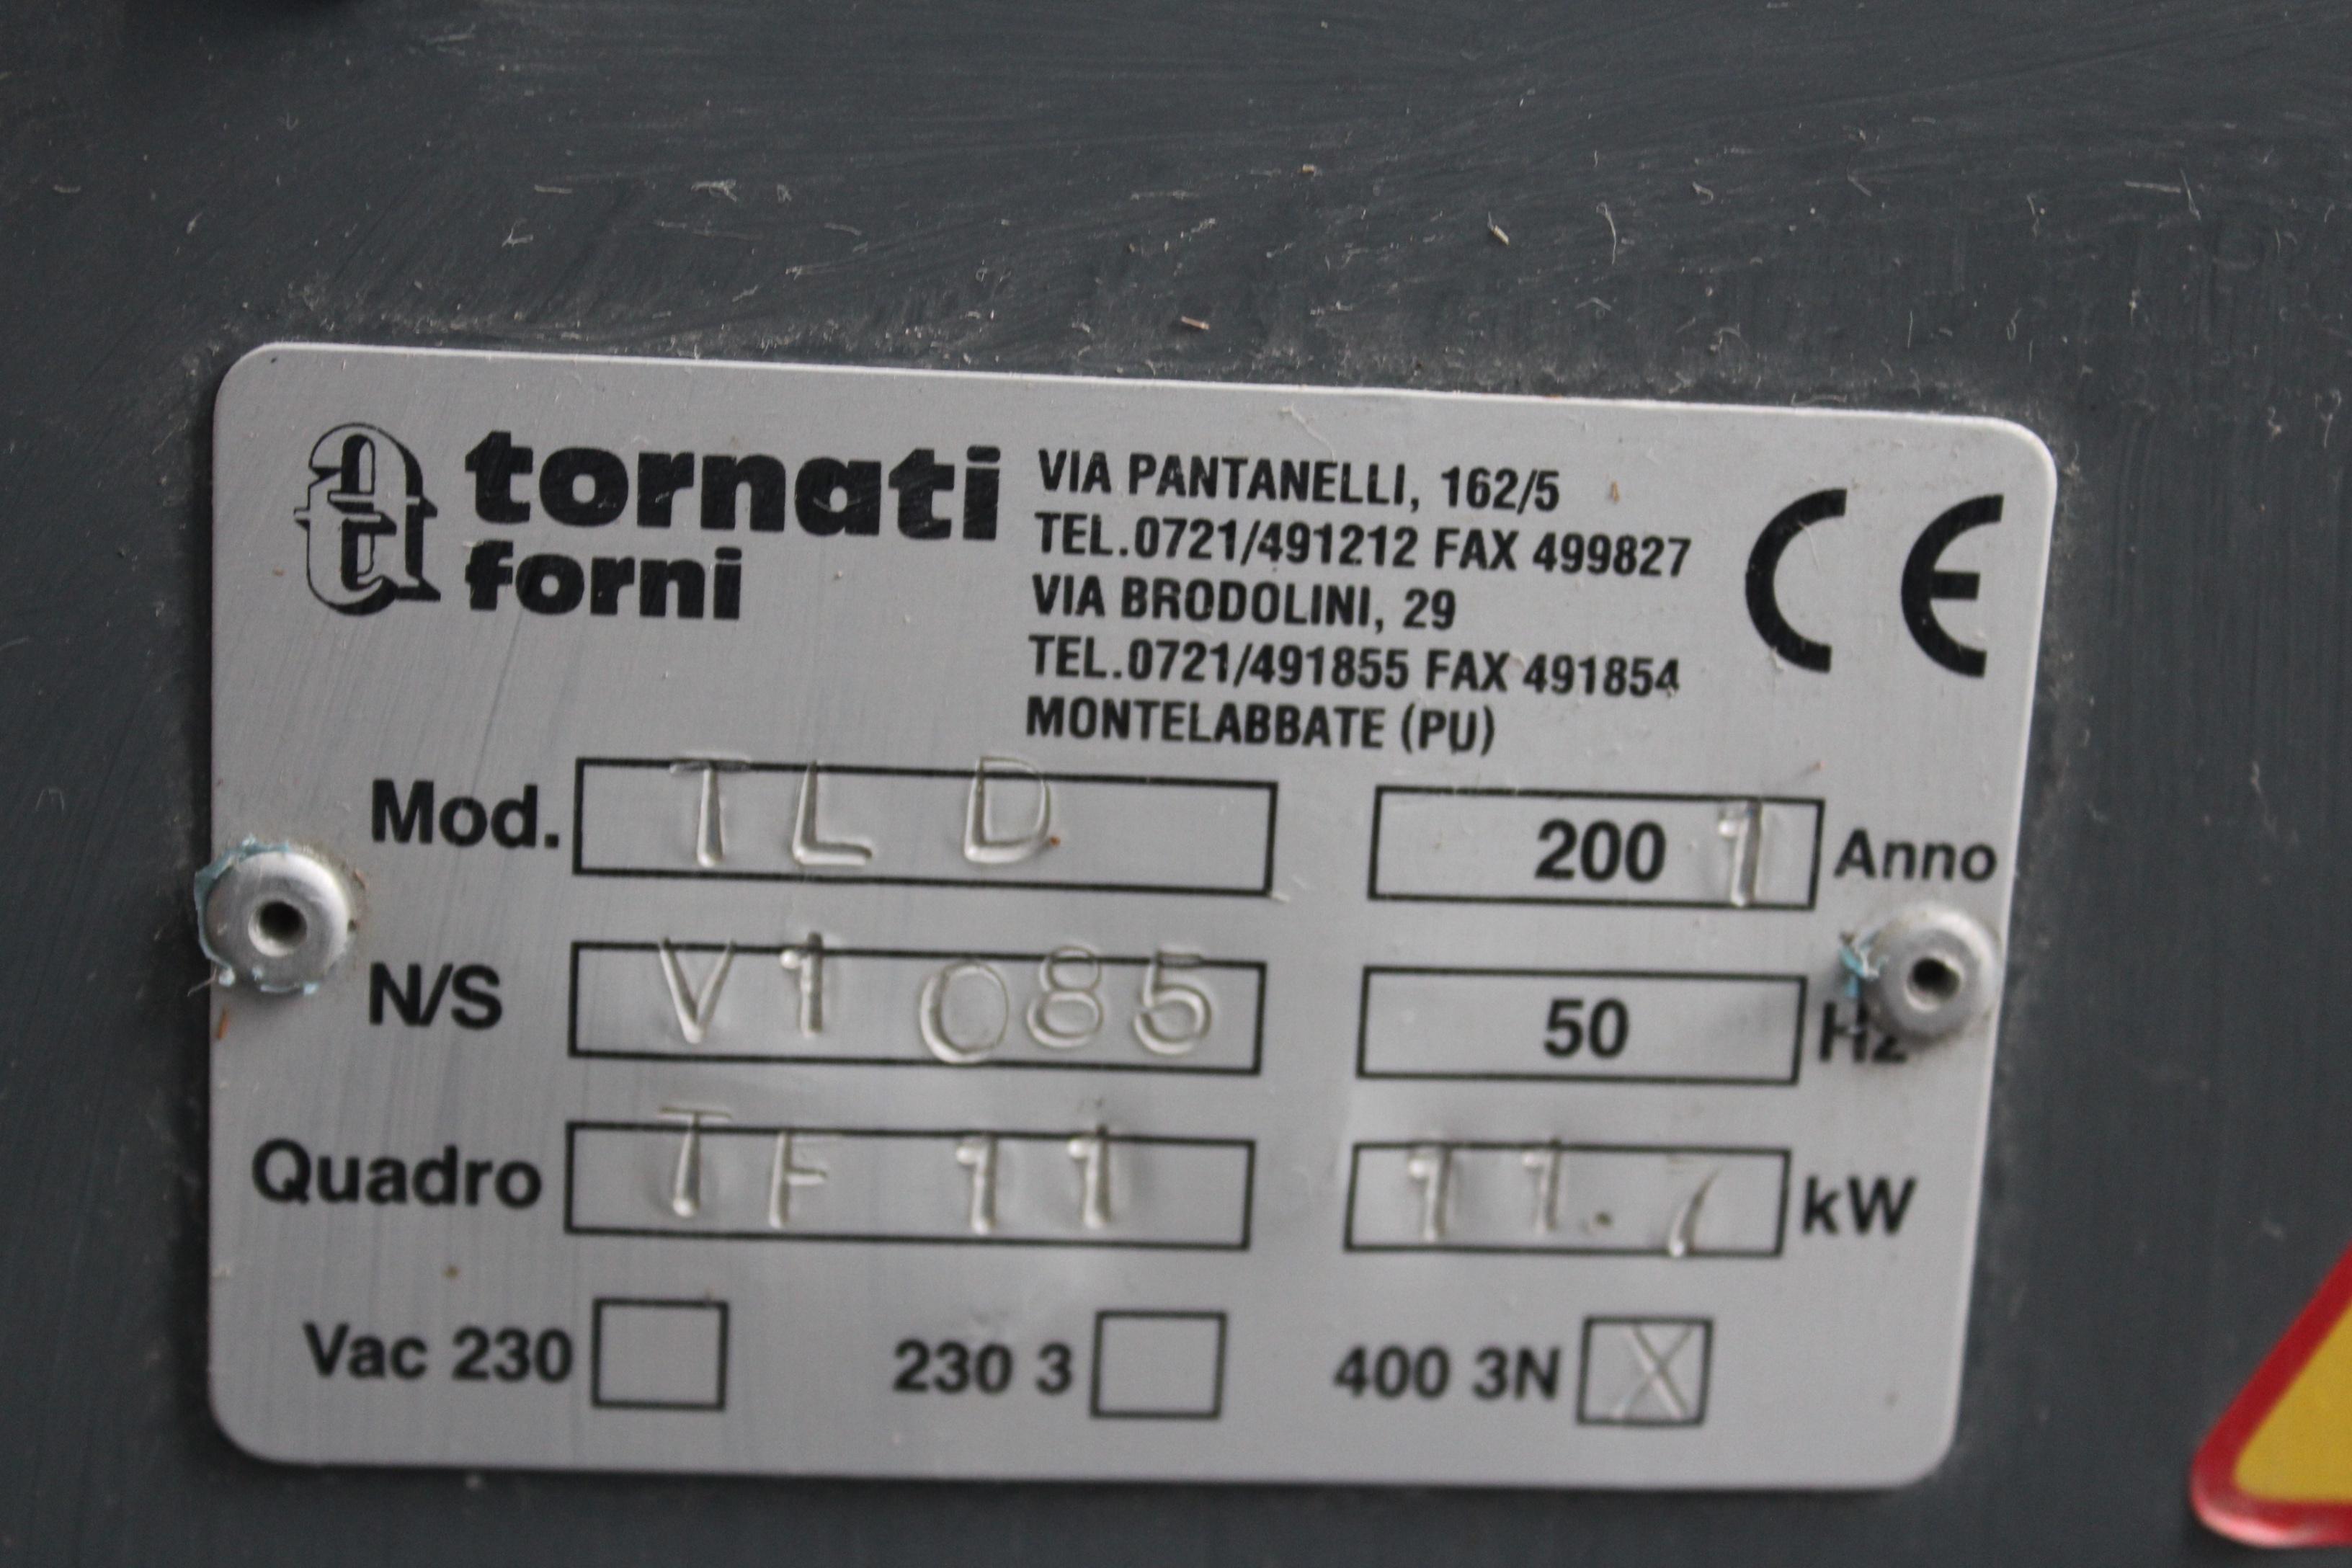 tornati
forni
VIA PANTANELLI, 162/5
TEL.0721/491212 FAX 499827
VIA BRODOLINI, 29
TEL.0721/491855 FAX 491854
MONTELABBATE (PU)
CE
Mod. TLD 2001 Anno
N/S V1085 50 Hz
Quadro TF11 11.7 kW
Vac 230 230 3 400 3N X